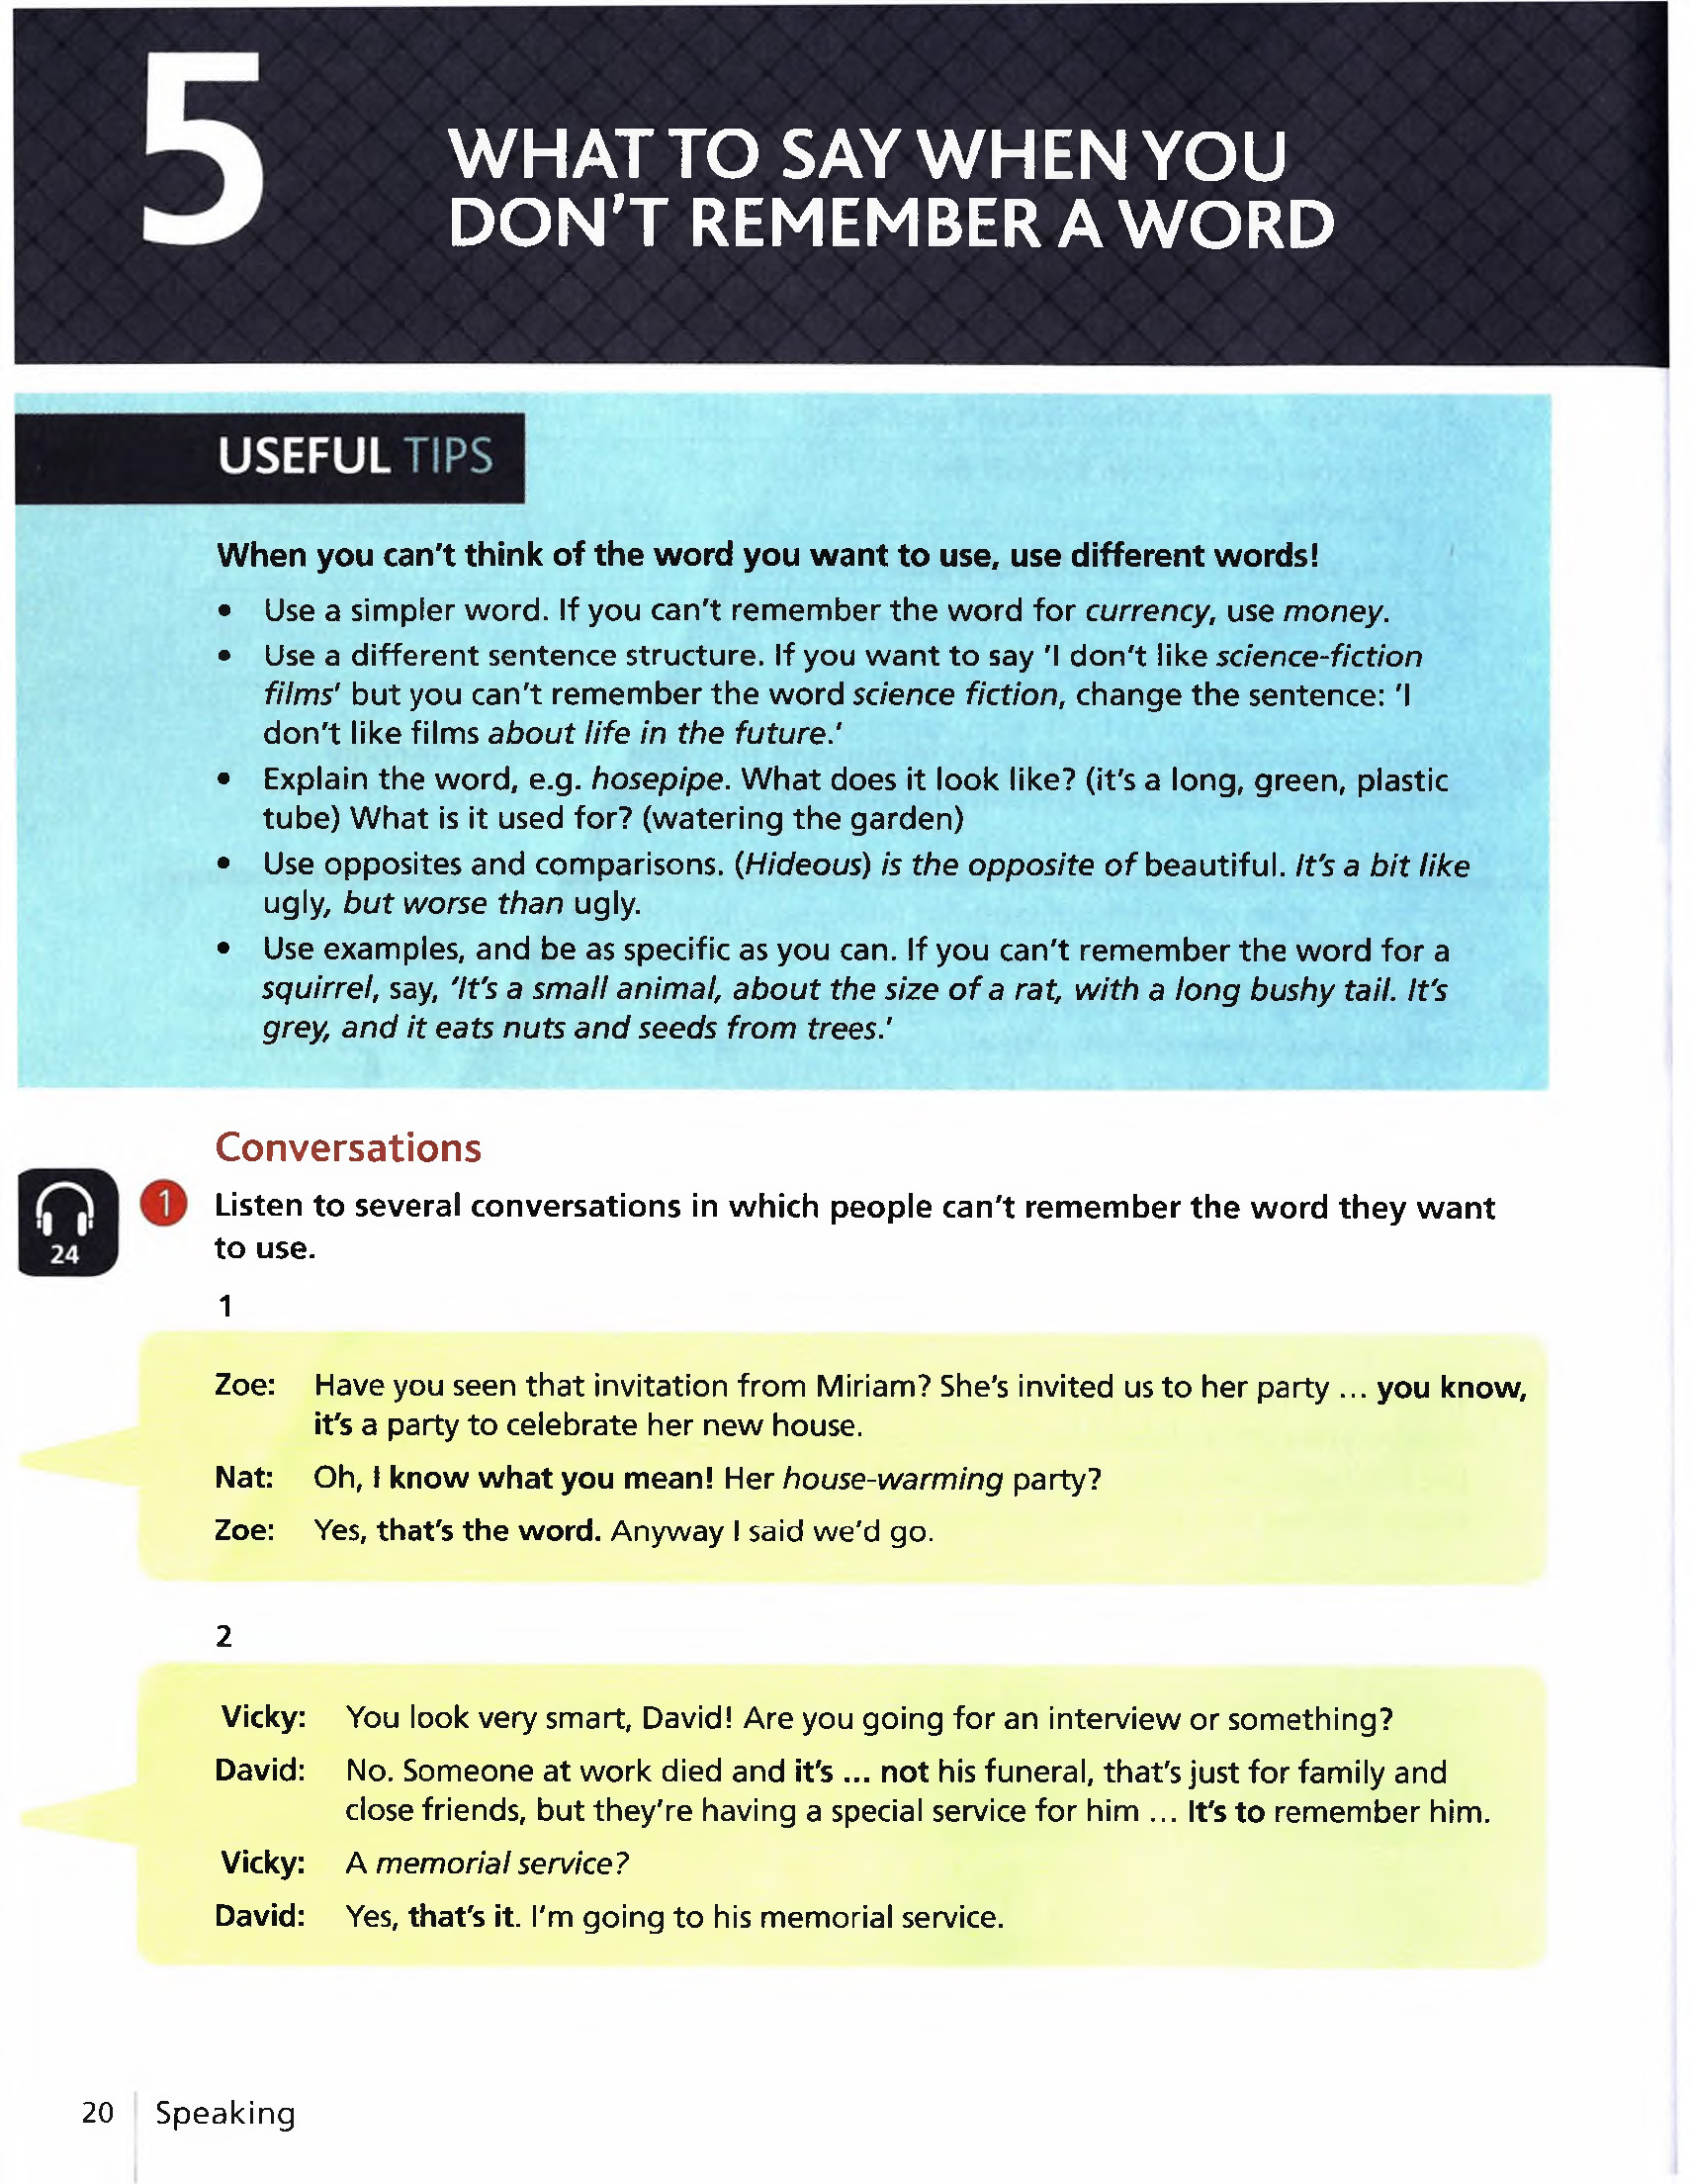 5
WHAT TO SAY WHEN YOU
DON'T REMEMBER A WORD
USEFUL TIPS
When you can't think of the word you want to use, use different words!
• Use a simpler word. If you can't remember the word for currency, use money.
• Use a different sentence structure. If you want to say 'I don't like science-fiction
films' but you can't remember the word science fiction, change the sentence: 'I
don't like films about life in the future.'
• Explain the word, e.g. hosepipe. What does it look like? (it's a long, green, plastic
tube) What is it used for? (watering the garden)
• Use opposites and comparisons. (Hideous) is the opposite of beautiful. It's a bit like
ugly, but worse than ugly.
• Use examples, and be as specific as you can. If you can't remember the word for a
squirrel, say, 'It's a small animal, about the size of a rat, with a long bushy tail. It's
grey, and it eats nuts and seeds from trees.'
Conversations
24
1 Listen to several conversations in which people can't remember the word they want
to use.
1
Zoe: Have you seen that invitation from Miriam? She's invited us to her party ... you know,
it's a party to celebrate her new house.
Nat: Oh, I know what you mean! Her house-warming party?
Zoe: Yes, that's the word. Anyway I said we'd go.
2
Vicky: You look very smart, David! Are you going for an interview or something?
David: No. Someone at work died and it's ... not his funeral, that's just for family and
close friends, but they're having a special service for him ... It's to remember him.
Vicky: A memorial service?
David: Yes, that's it. I'm going to his memorial service.
20 Speaking